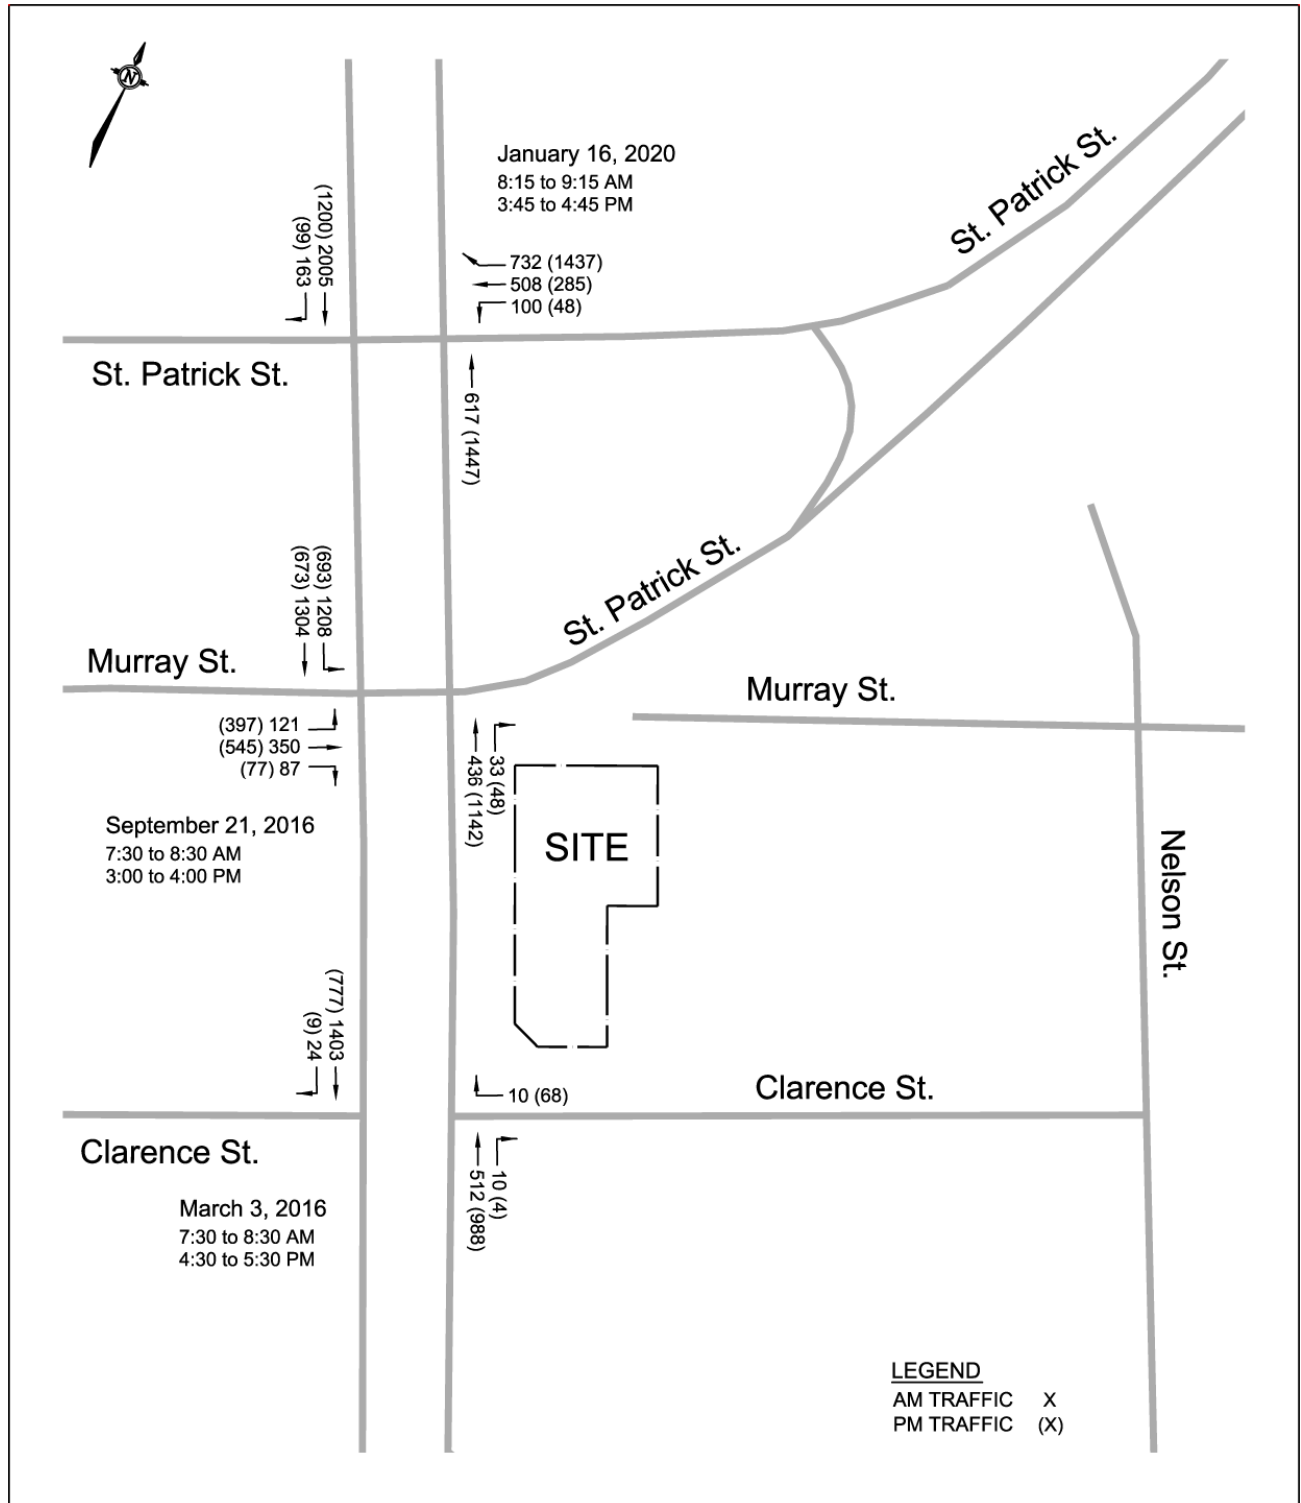 N
January 16, 2020
8:15 to 9:15 AM
3:45 to 4:45 PM
St. Patrick St.
(1200) 2005
(99) 163
732 (1437)
508 (285)
100 (48)
St. Patrick St.
617 (1447)
St. Patrick St.
(693) 1208
(673) 1304
Murray St.
Murray St.
(397) 121
(545) 350
(77) 87
33 (48)
436 (1142)
September 21, 2016
7:30 to 8:30 AM
3:00 to 4:00 PM
SITE
Nelson St.
(777) 1403
(9) 24
10 (68)
Clarence St.
Clarence St.
10 (4)
512 (988)
March 3, 2016
7:30 to 8:30 AM
4:30 to 5:30 PM
LEGEND
AM TRAFFIC X
PM TRAFFIC (X)